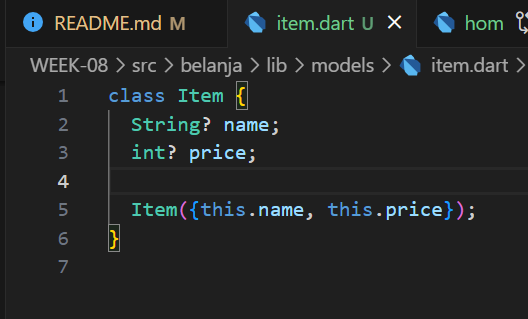 README.md M
item.dart U
hom
WEEK-08 > src > belanja > lib > models > item.dart >
1 class Item {
2 String? name;
3 int? price;
4
5 Item({this.name, this.price});
6 }
7